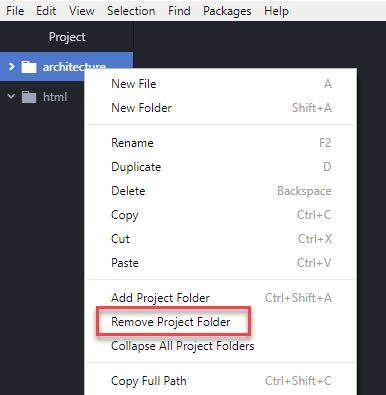 File Edit View Selection Find Packages Help
Project
architecture
html
New File A
New Folder Shift+A
Rename F2
Duplicate D
Delete Backspace
Copy Ctrl+C
Cut Ctrl+X
Paste Ctrl+V
Add Project Folder Ctrl+Shift+A
Remove Project Folder
Collapse All Project Folders
Copy Full Path Ctrl+Shift+C